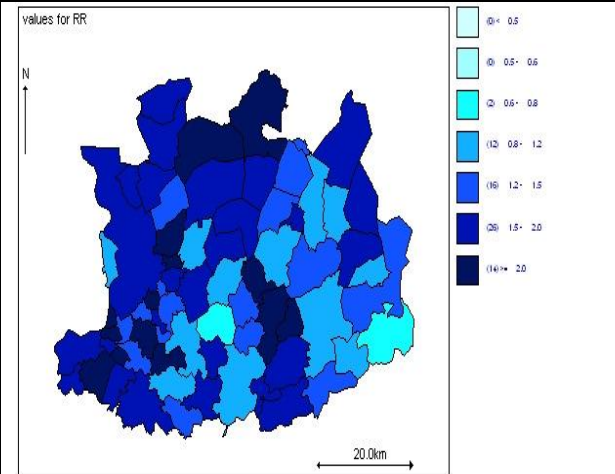 values for RR
N
(0) < 0.5
(0) 0.5 - 0.6
(2) 0.6 - 0.8
(12) 0.8 - 1.2
(16) 1.2 - 1.5
(26) 1.5 - 2.0
(14) >= 2.0
20.0km